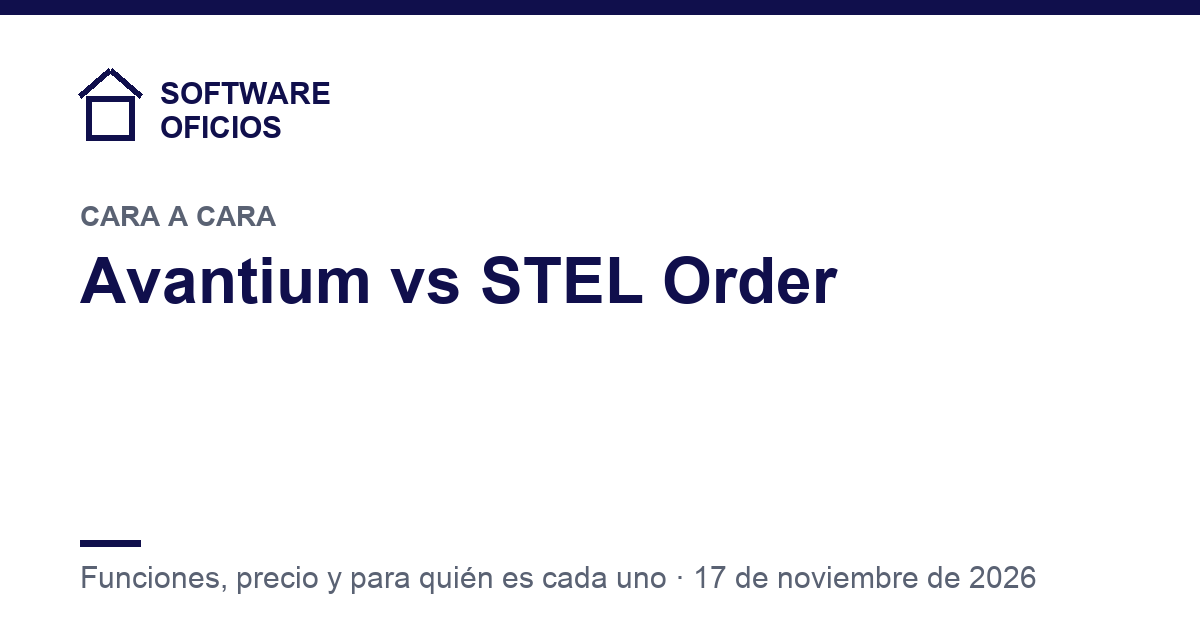 SOFTWARE
OFICIOS
CARA A CARA
Avantium vs STEL Order
Funciones, precio y para quién es cada uno · 17 de noviembre de 2026